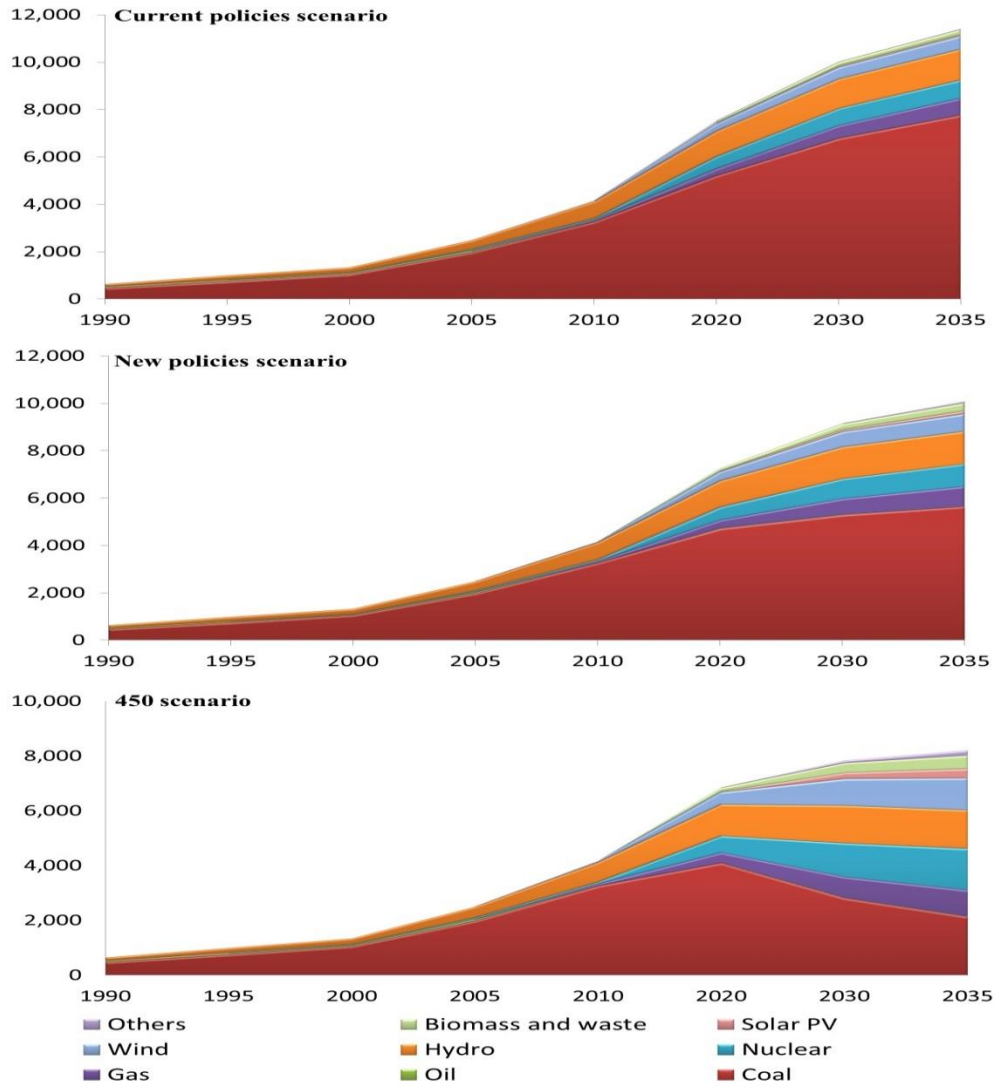 Current policies scenario
12,000
10,000
8,000
6,000
4,000
2,000
0
1990 1995 2000 2005 2010 2020 2030 2035
New policies scenario
12,000
10,000
8,000
6,000
4,000
2,000
0
1990 1995 2000 2005 2010 2020 2030 2035
450 scenario
10,000
8,000
6,000
4,000
2,000
0
1990 1995 2000 2005 2010 2020 2030 2035
Others Biomass and waste Solar PV
Wind Hydro Nuclear
Gas Oil Coal